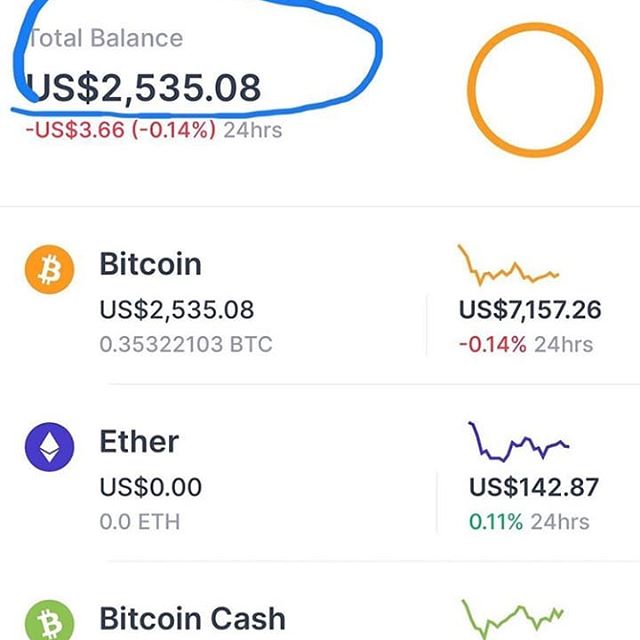 Total Balance
US$2,535.08
-US$3.66 (-0.14%) 24hrs
Bitcoin
US$2,535.08
US$7,157.26
0.35322103 BTC
-0.14% 24hrs
Ether
US$0.00
US$142.87
0.0 ETH
0.11% 24hrs
Bitcoin Cash